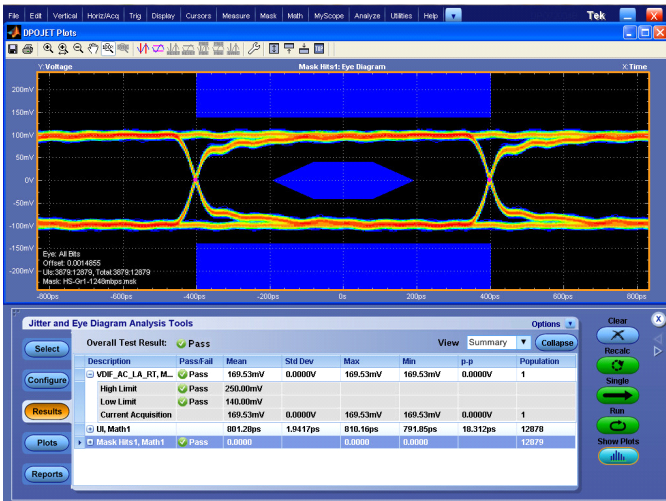 File Edit Vertical Horiz/Acq Trig Display Cursors Measure Mask Math MyScope Analyze Utilities Help Tek X
DPOJET Plots
Y:Voltage Mask Hits1: Eye Diagram X:Time
200mV
150mV
100mV
50mV
0V
-50mV
-100mV
-150mV
-200mV
Eye: All Bits
Offset: 0.0014855
UIs:3879:12879, Total:3879:12879
Mask: HS-Gr1-1248mbps.msk
-800ps -600ps -400ps -200ps 0s 200ps 400ps 600ps 800ps
Jitter and Eye Diagram Analysis Tools Options Clear X
Select Overall Test Result: Pass View Summary Collapse X
Recalc
Description Pass/Fail Mean Std Dev Max Min p-p Population
Configure VDIF_AC_LA_RT, M... Pass 169.53mV 0.0000V 169.53mV 169.53mV 0.0000V 1
High Limit Pass 250.00mV Single
Low Limit Pass 140.00mV
Results Current Acquisition 169.53mV 0.0000V 169.53mV 169.53mV 0.0000V 1 Run
UI, Math1 801.28ps 1.9417ps 810.16ps 791.85ps 18.312ps 12878
Plots Mask Hits1, Math1 Pass 0.0000 0.0000 0.0000 12879 Show Plots
Reports